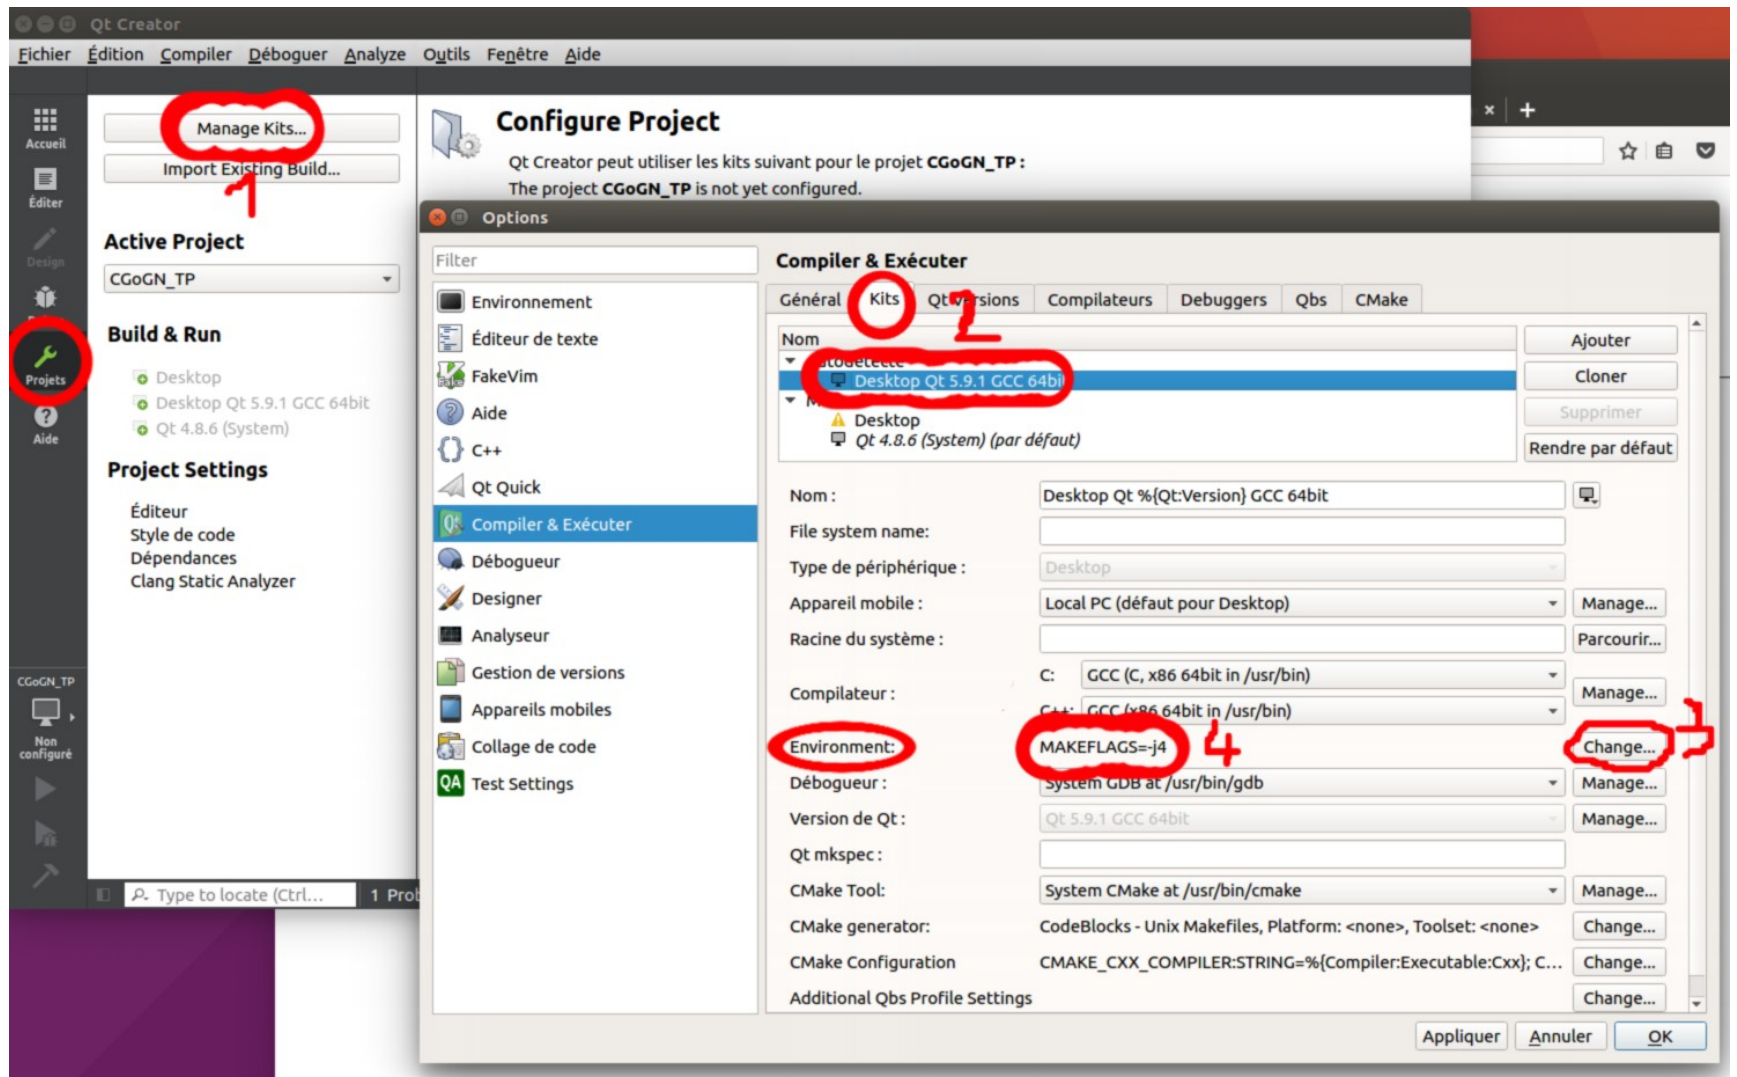 Qt Creator
Fichier Édition Compiler Déboguer Analyze Outils Fenêtre Aide
Accueil
Éditer
Design
Projets
Aide
CGoGN_TP
Non
configuré
Manage Kits...
Import Existing Build...
1
Active Project
CGoGN_TP
Build & Run
Desktop
Desktop Qt 5.9.1 GCC 64bit
Qt 4.8.6 (System)
Project Settings
Éditeur
Style de code
Dépendances
Clang Static Analyzer
Type to locate (Ctrl...
1
Configure Project
Qt Creator peut utiliser les kits suivant pour le projet CGoGN_TP :
The project CGoGN_TP is not yet configured.
Options
Filter
Environnement
Éditeur de texte
FakeVim
Aide
C++
Qt Quick
Compiler & Exécuter
Débogueur
Designer
Analyseur
Gestion de versions
Appareils mobiles
Collage de code
QA Test Settings
Compiler & Exécuter
Général Kits Qt Versions Compilateurs Debuggers Qbs CMake
2
Nom
Desktop Qt 5.9.1 GCC 64bit
Desktop
Qt 4.8.6 (System) (par défaut)
Ajouter
Cloner
Supprimer
Rendre par défaut
Nom : Desktop Qt %{Qt:Version} GCC 64bit
File system name:
Type de périphérique : Desktop
Appareil mobile : Local PC (défaut pour Desktop) Manage...
Racine du système : Parcourir...
Compilateur : C: GCC (C, x86 64bit in /usr/bin) Manage...
C++: GCC (x86 64bit in /usr/bin)
Environment: MAKEFLAGS=-j4 4 Change... 3
Débogueur : System GDB at /usr/bin/gdb Manage...
Version de Qt : Qt 5.9.1 GCC 64bit Manage...
Qt mkspec :
CMake Tool: System CMake at /usr/bin/cmake Manage...
CMake generator: CodeBlocks - Unix Makefiles, Platform: <none>, Toolset: <none> Change...
CMake Configuration CMAKE_CXX_COMPILER:STRING=%{Compiler:Executable:Cxx}; C... Change...
Additional Qbs Profile Settings Change...
Appliquer Annuler OK